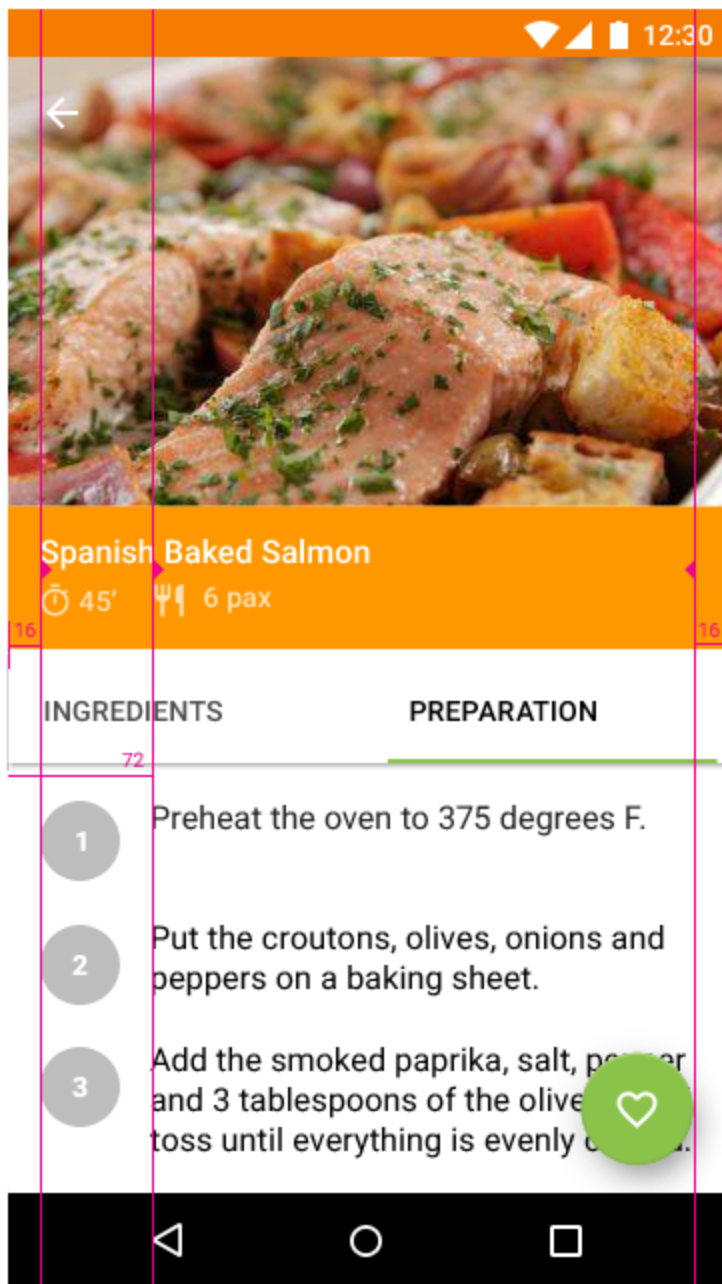 12:30
Spanish Baked Salmon
45’ 6 pax
16 16
INGREDIENTS PREPARATION
72
1 Preheat the oven to 375 degrees F.
2 Put the croutons, olives, onions and
peppers on a baking sheet.
3 Add the smoked paprika, salt,
and 3 tablespoons of the olive
toss until everything is evenly